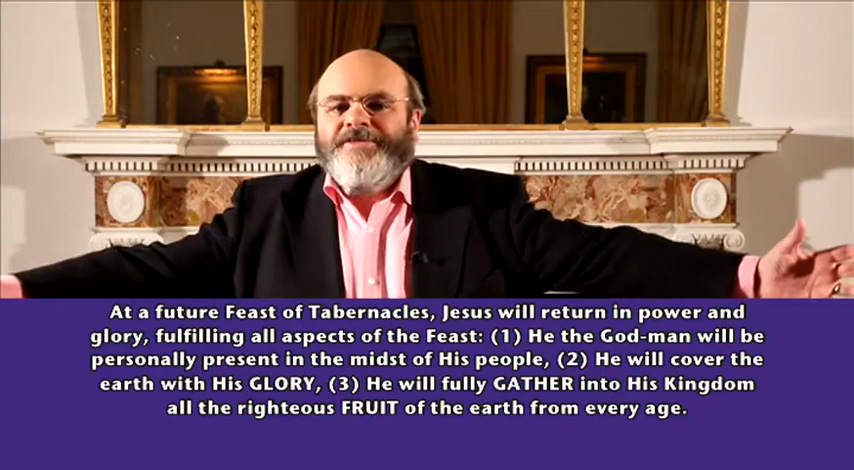 At a future Feast of Tabernacles, Jesus will return in power and
glory, fulfilling all aspects of the Feast: (1) He the God-man will be
personally present in the midst of His people, (2) He will cover the
earth with His GLORY, (3) He will fully GATHER into His Kingdom
all the righteous FRUIT of the earth from every age.